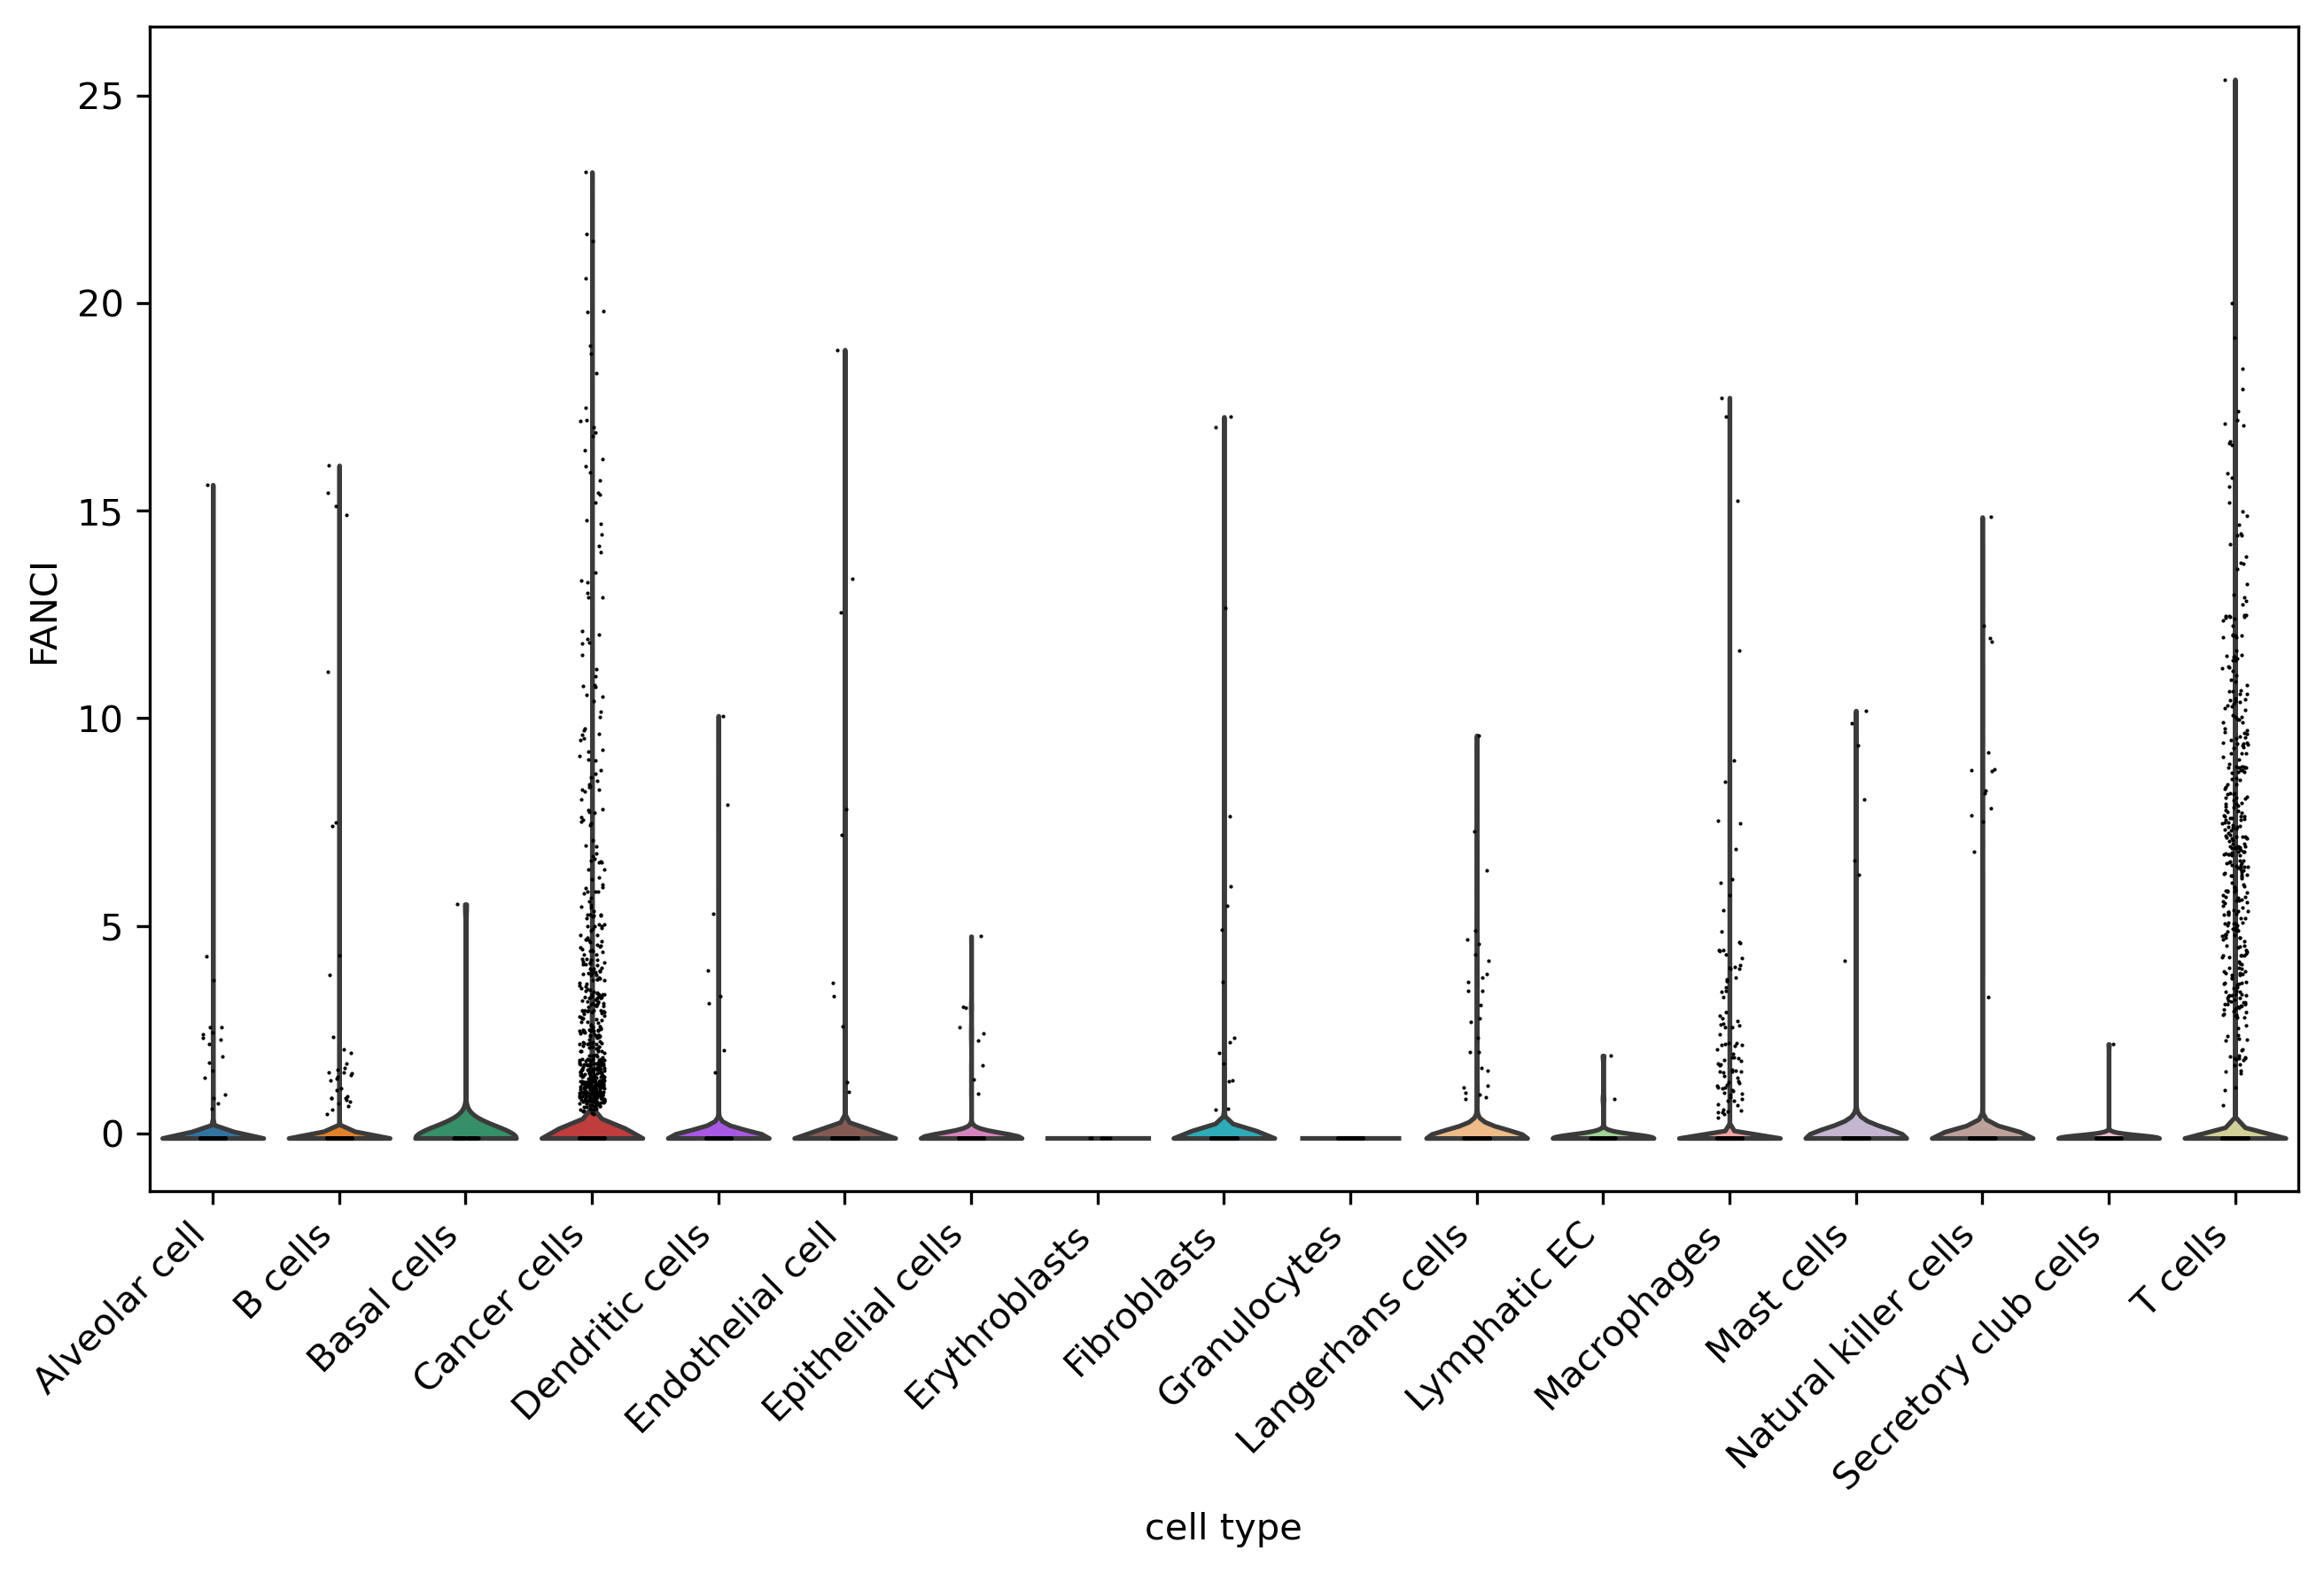 25
20
15
10
5
0
FANCI
Alveolar cell
B cells
Basal cells
Cancer cells
Dendritic cells
Endothelial cell
Epithelial cells
Erythroblasts
Fibroblasts
Granulocytes
Langerhans cells
Lymphatic EC
Macrophages
Mast cells
Natural killer cells
Secretory club cells
T cells
cell type